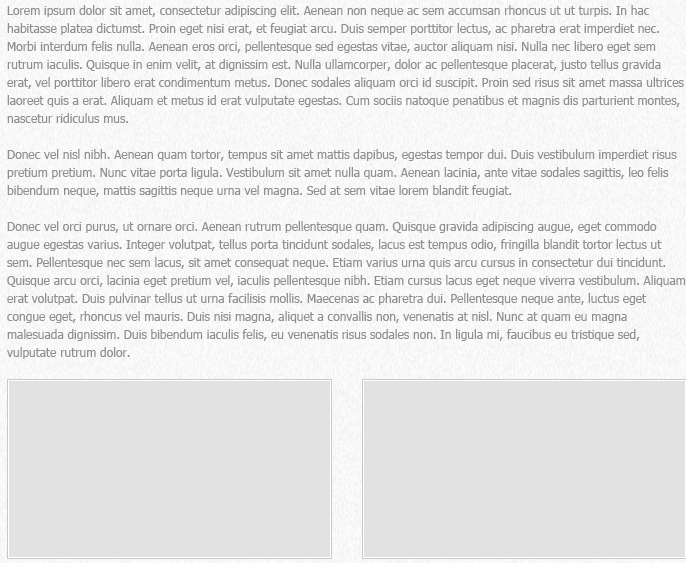 Lorem ipsum dolor sit amet, consectetur adipiscing elit. Aenean non neque ac sem accumsan rhoncus ut ut turpis. In hac
habitasse platea dictumst. Proin eget nisi erat, et feugiat arcu. Duis semper porttitor lectus, ac pharetra erat imperdiet nec.
Morbi interdum felis nulla. Aenean eros orci, pellentesque sed egestas vitae, auctor aliquam nisi. Nulla nec libero eget sem
rutrum iaculis. Quisque in enim velit, at dignissim est. Nulla ullamcorper, dolor ac pellentesque placerat, justo tellus gravida
erat, vel porttitor libero erat condimentum metus. Donec sodales aliquam orci id suscipit. Proin sed risus sit amet massa ultrices
laoreet quis a erat. Aliquam et metus id erat vulputate egestas. Cum sociis natoque penatibus et magnis dis parturient montes,
nascetur ridiculus mus.
Donec vel nisl nibh. Aenean quam tortor, tempus sit amet mattis dapibus, egestas tempor dui. Duis vestibulum imperdiet risus
pretium pretium. Nunc vitae porta ligula. Vestibulum sit amet nulla quam. Aenean lacinia, ante vitae sodales sagittis, leo felis
bibendum neque, mattis sagittis neque urna vel magna. Sed at sem vitae lorem blandit feugiat.
Donec vel orci purus, ut ornare orci. Aenean rutrum pellentesque quam. Quisque gravida adipiscing augue, eget commodo
augue egestas varius. Integer volutpat, tellus porta tincidunt sodales, lacus est tempus odio, fringilla blandit tortor lectus ut
sem. Pellentesque nec sem lacus, sit amet consequat neque. Etiam varius urna quis arcu cursus in consectetur dui tincidunt.
Quisque arcu orci, lacinia eget pretium vel, iaculis pellentesque nibh. Etiam cursus lacus eget neque viverra vestibulum. Aliquam
erat volutpat. Duis pulvinar tellus ut urna facilisis mollis. Maecenas ac pharetra dui. Pellentesque neque ante, luctus eget
congue eget, rhoncus vel mauris. Duis nisi magna, aliquet a convallis non, venenatis at nisl. Nunc at quam eu magna
malesuada dignissim. Duis bibendum iaculis felis, eu venenatis risus sodales non. In ligula mi, faucibus eu tristique sed,
vulputate rutrum dolor.